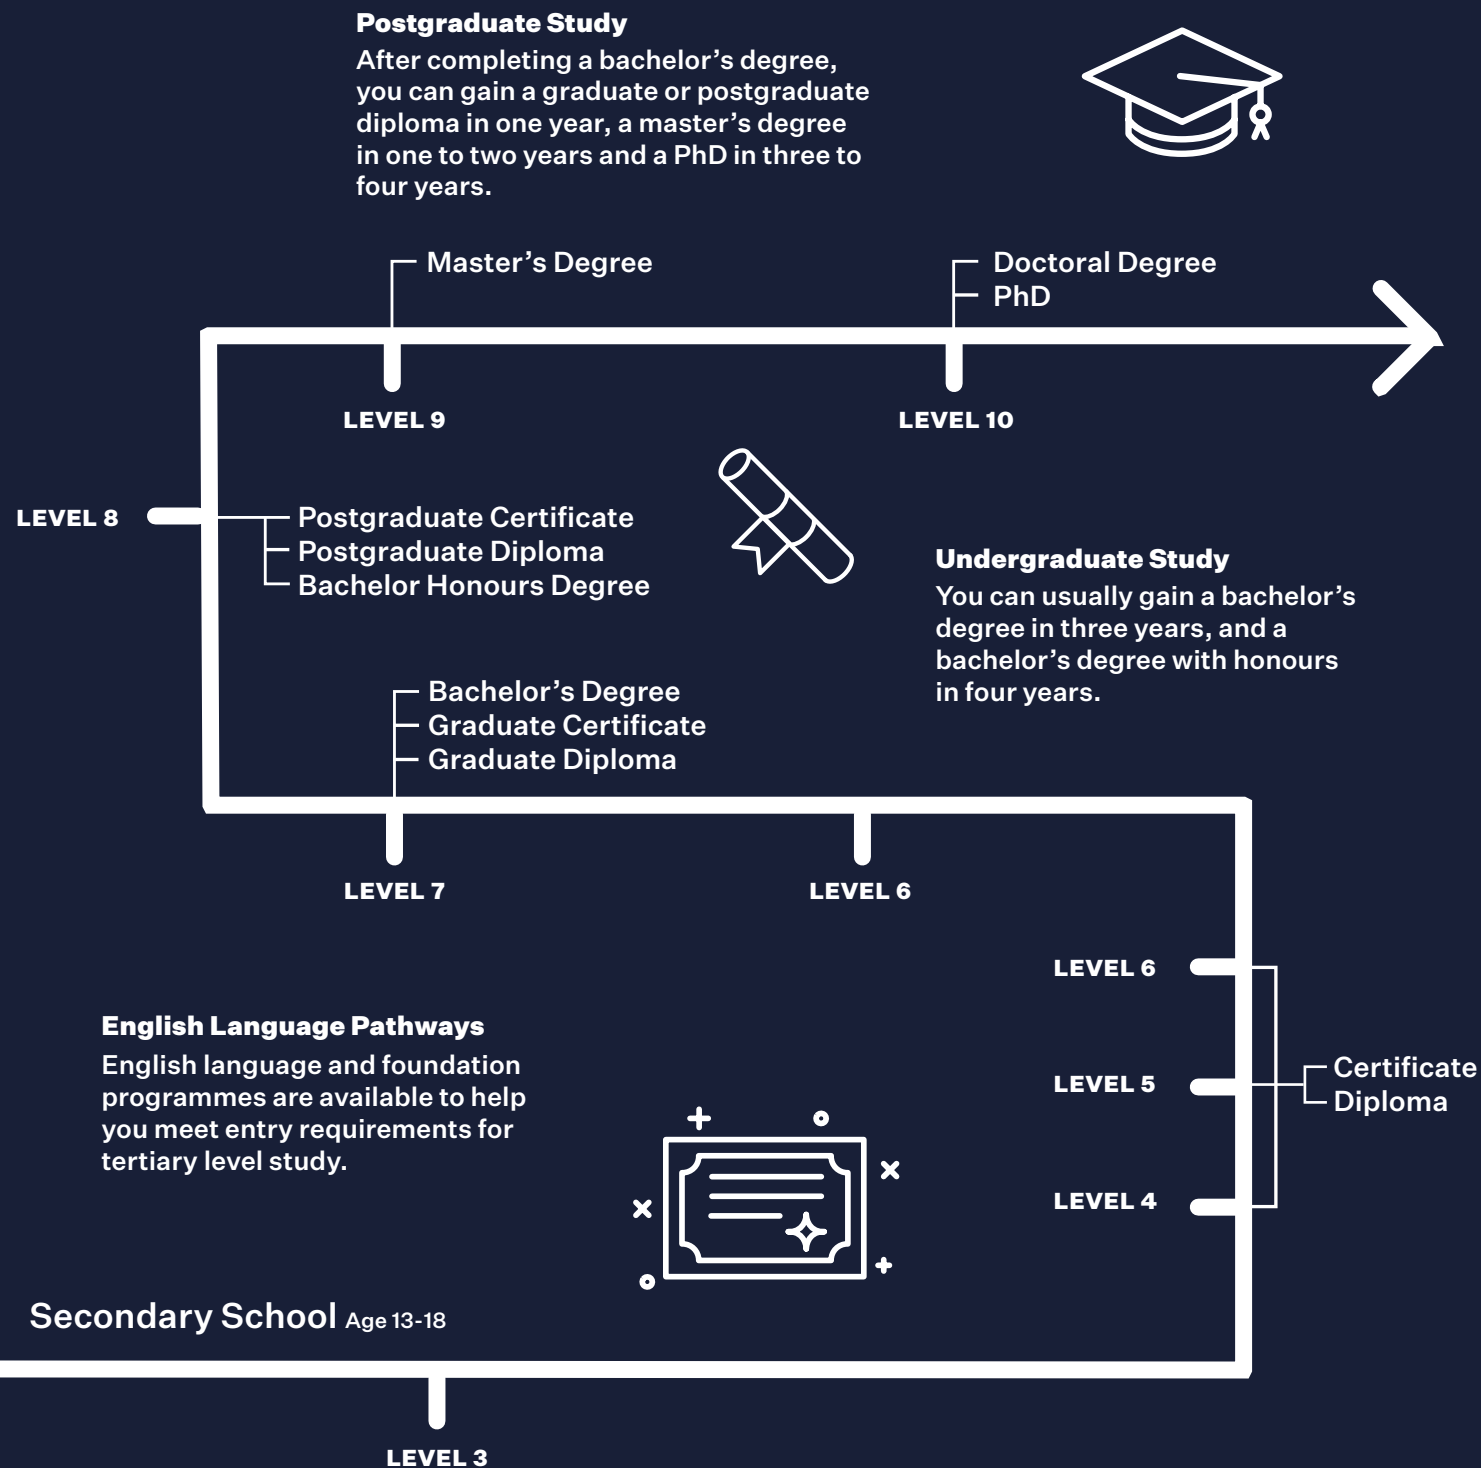 Postgraduate Study
After completing a bachelor’s degree,
you can gain a graduate or postgraduate
diploma in one year, a master’s degree
in one to two years and a PhD in three to
four years.
Master’s Degree
Doctoral Degree
PhD
LEVEL 9
LEVEL 10
LEVEL 8
Postgraduate Certificate
Postgraduate Diploma
Bachelor Honours Degree
Undergraduate Study
You can usually gain a bachelor’s
degree in three years, and a
bachelor’s degree with honours
in four years.
Bachelor’s Degree
Graduate Certificate
Graduate Diploma
LEVEL 7
LEVEL 6
LEVEL 6
LEVEL 5
LEVEL 4
Certificate
Diploma
English Language Pathways
English language and foundation
programmes are available to help
you meet entry requirements for
tertiary level study.
Secondary School Age 13-18
LEVEL 3